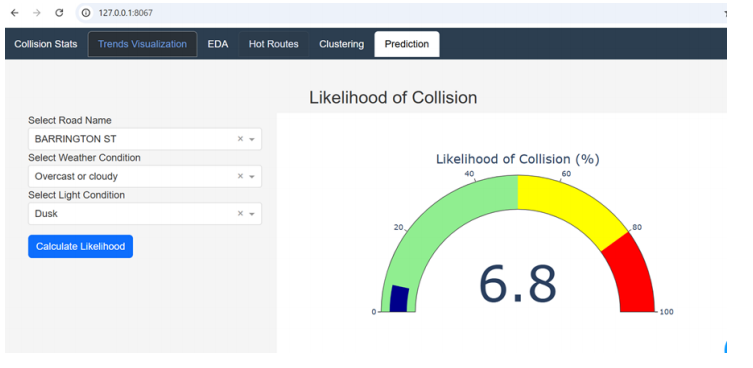 127.0.0.1:8067
Collision Stats Trends Visualization EDA Hot Routes Clustering Prediction
Likelihood of Collision
Select Road Name
BARRINGTON ST
Select Weather Condition
Overcast or cloudy
Select Light Condition
Dusk
Calculate Likelihood
Likelihood of Collision (%)
40 60
20 80
6.8
0 100